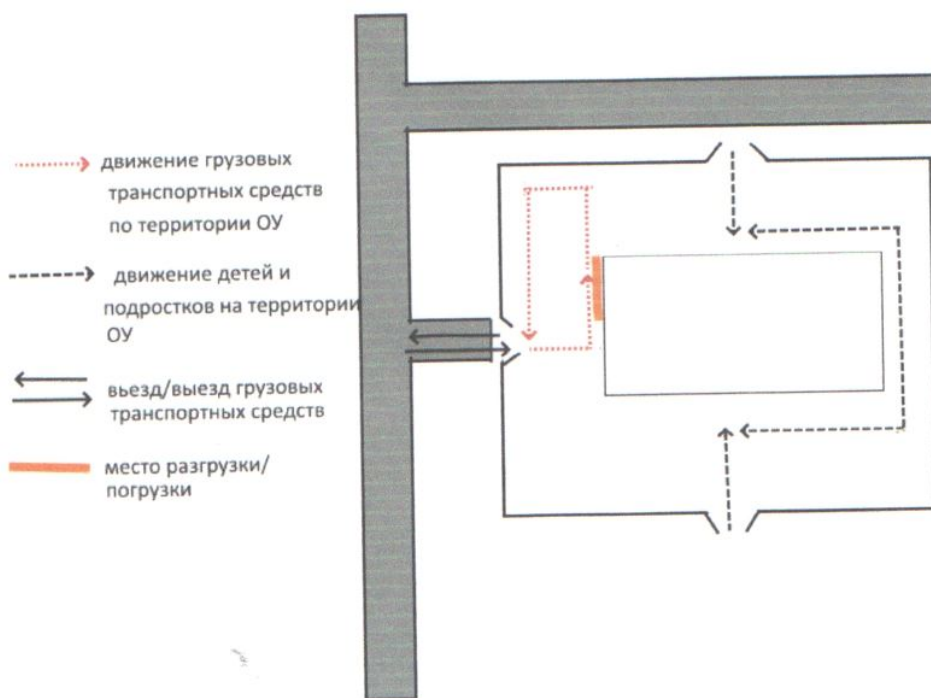 движение грузовых
транспортных средств
по территории ОУ
движение детей и
подростков на территории
ОУ
вьезд/выезд грузовых
транспортных средств
место разгрузки/
погрузки